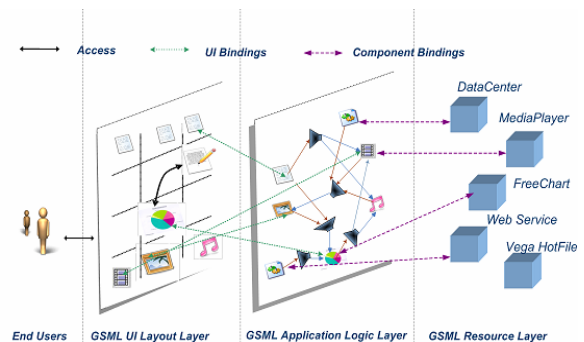 Access
UI Bindings
Component Bindings
DataCenter
MediaPlayer
FreeChart
Web Service
Vega HotFile
End Users
GSML UI Layout Layer
GSML Application Logic Layer
GSML Resource Layer